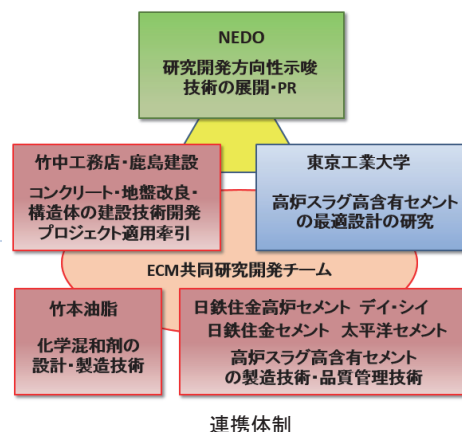 NEDO
研究開発方向性示唆
技術の展開・PR
竹中工務店・鹿島建設
コンクリート・地盤改良・
構造体の建設技術開発
プロジェクト適用牽引
東京工業大学
高炉スラグ高含有セメント
の最適設計の研究
ECM共同研究開発チーム
竹本油脂
化学混和剤の
設計・製造技術
日鉄住金高炉セメント デイ・シイ
日鉄住金セメント 太平洋セメント
高炉スラグ高含有セメント
の製造技術・品質管理技術
連携体制